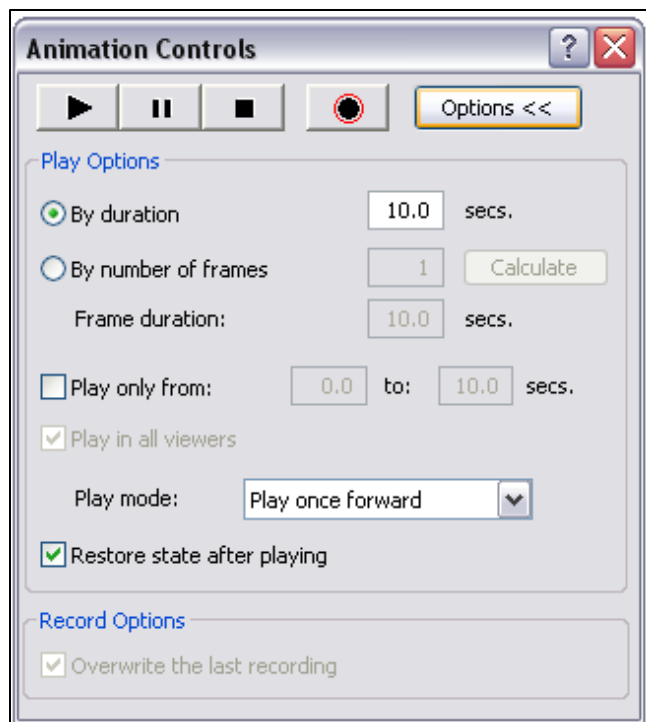 Animation Controls
Options <<
Play Options
By duration 10.0 secs.
By number of frames 1 Calculate
Frame duration: 10.0 secs.
Play only from: 0.0 to: 10.0 secs.
Play in all viewers
Play mode: Play once forward
Restore state after playing
Record Options
Overwrite the last recording